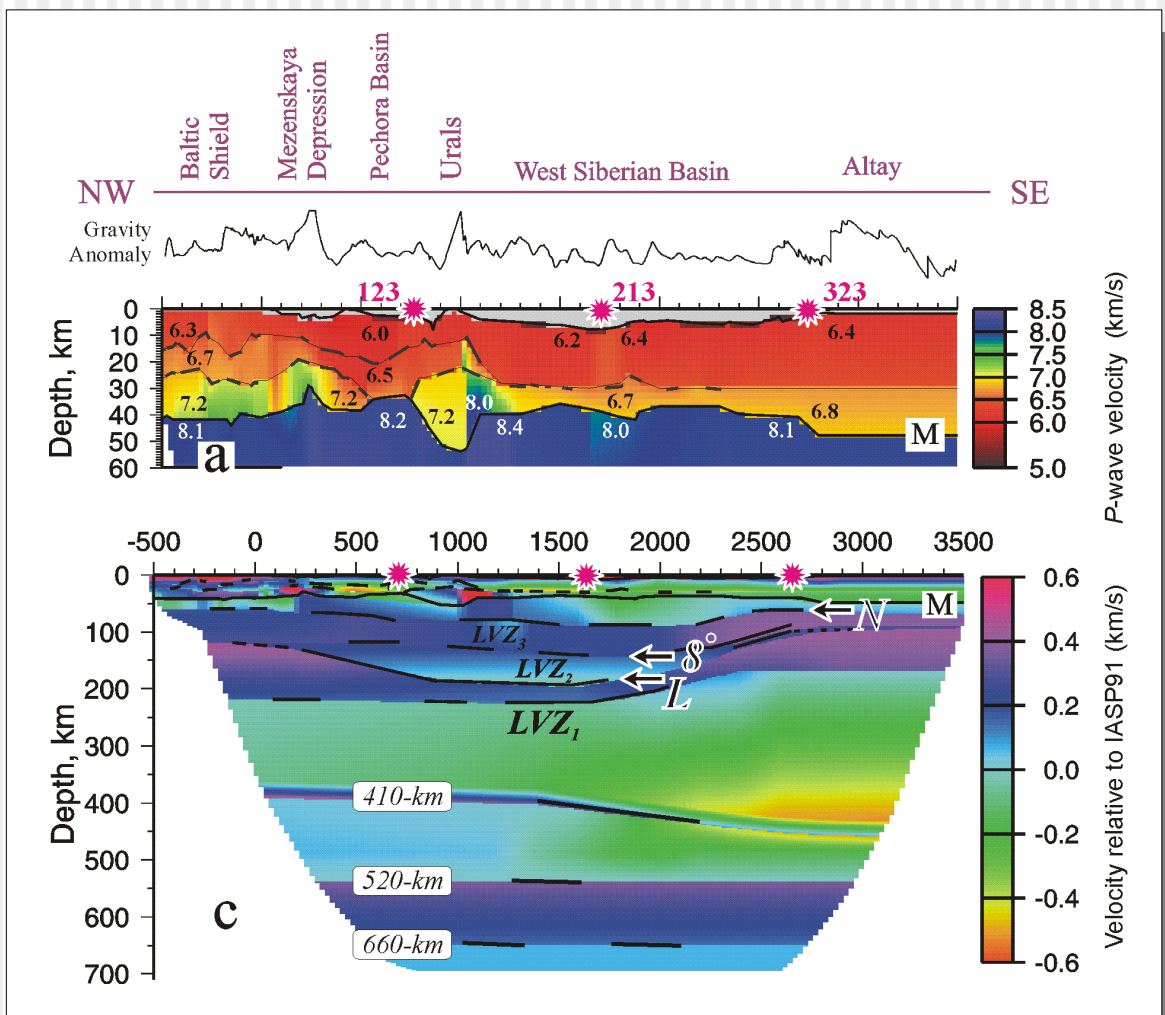 Baltic
Shield
Mezenskaya
Depression
Pechora Basin
Urals
West Siberian Basin
Altay
NW
SE
Gravity
Anomaly
123
213
323
Depth, km
0
10
20
30
40
50
60
6.3
6.7
7.2
8.1
6.0
6.5
7.2
8.2
7.2
8.0
8.4
6.2
6.4
6.7
8.0
6.4
6.8
8.1
M
a
8.5
8.0
7.5
7.0
6.5
6.0
5.0
P-wave velocity (km/s)
-500 0 500 1000 1500 2000 2500 3000 3500
Depth, km
0
100
200
300
400
500
600
700
M
N
LVZ3
8°
LVZ2
L
LVZ1
410-km
520-km
660-km
c
0.6
0.4
0.2
0.0
-0.2
-0.4
-0.6
Velocity relative to IASP91 (km/s)